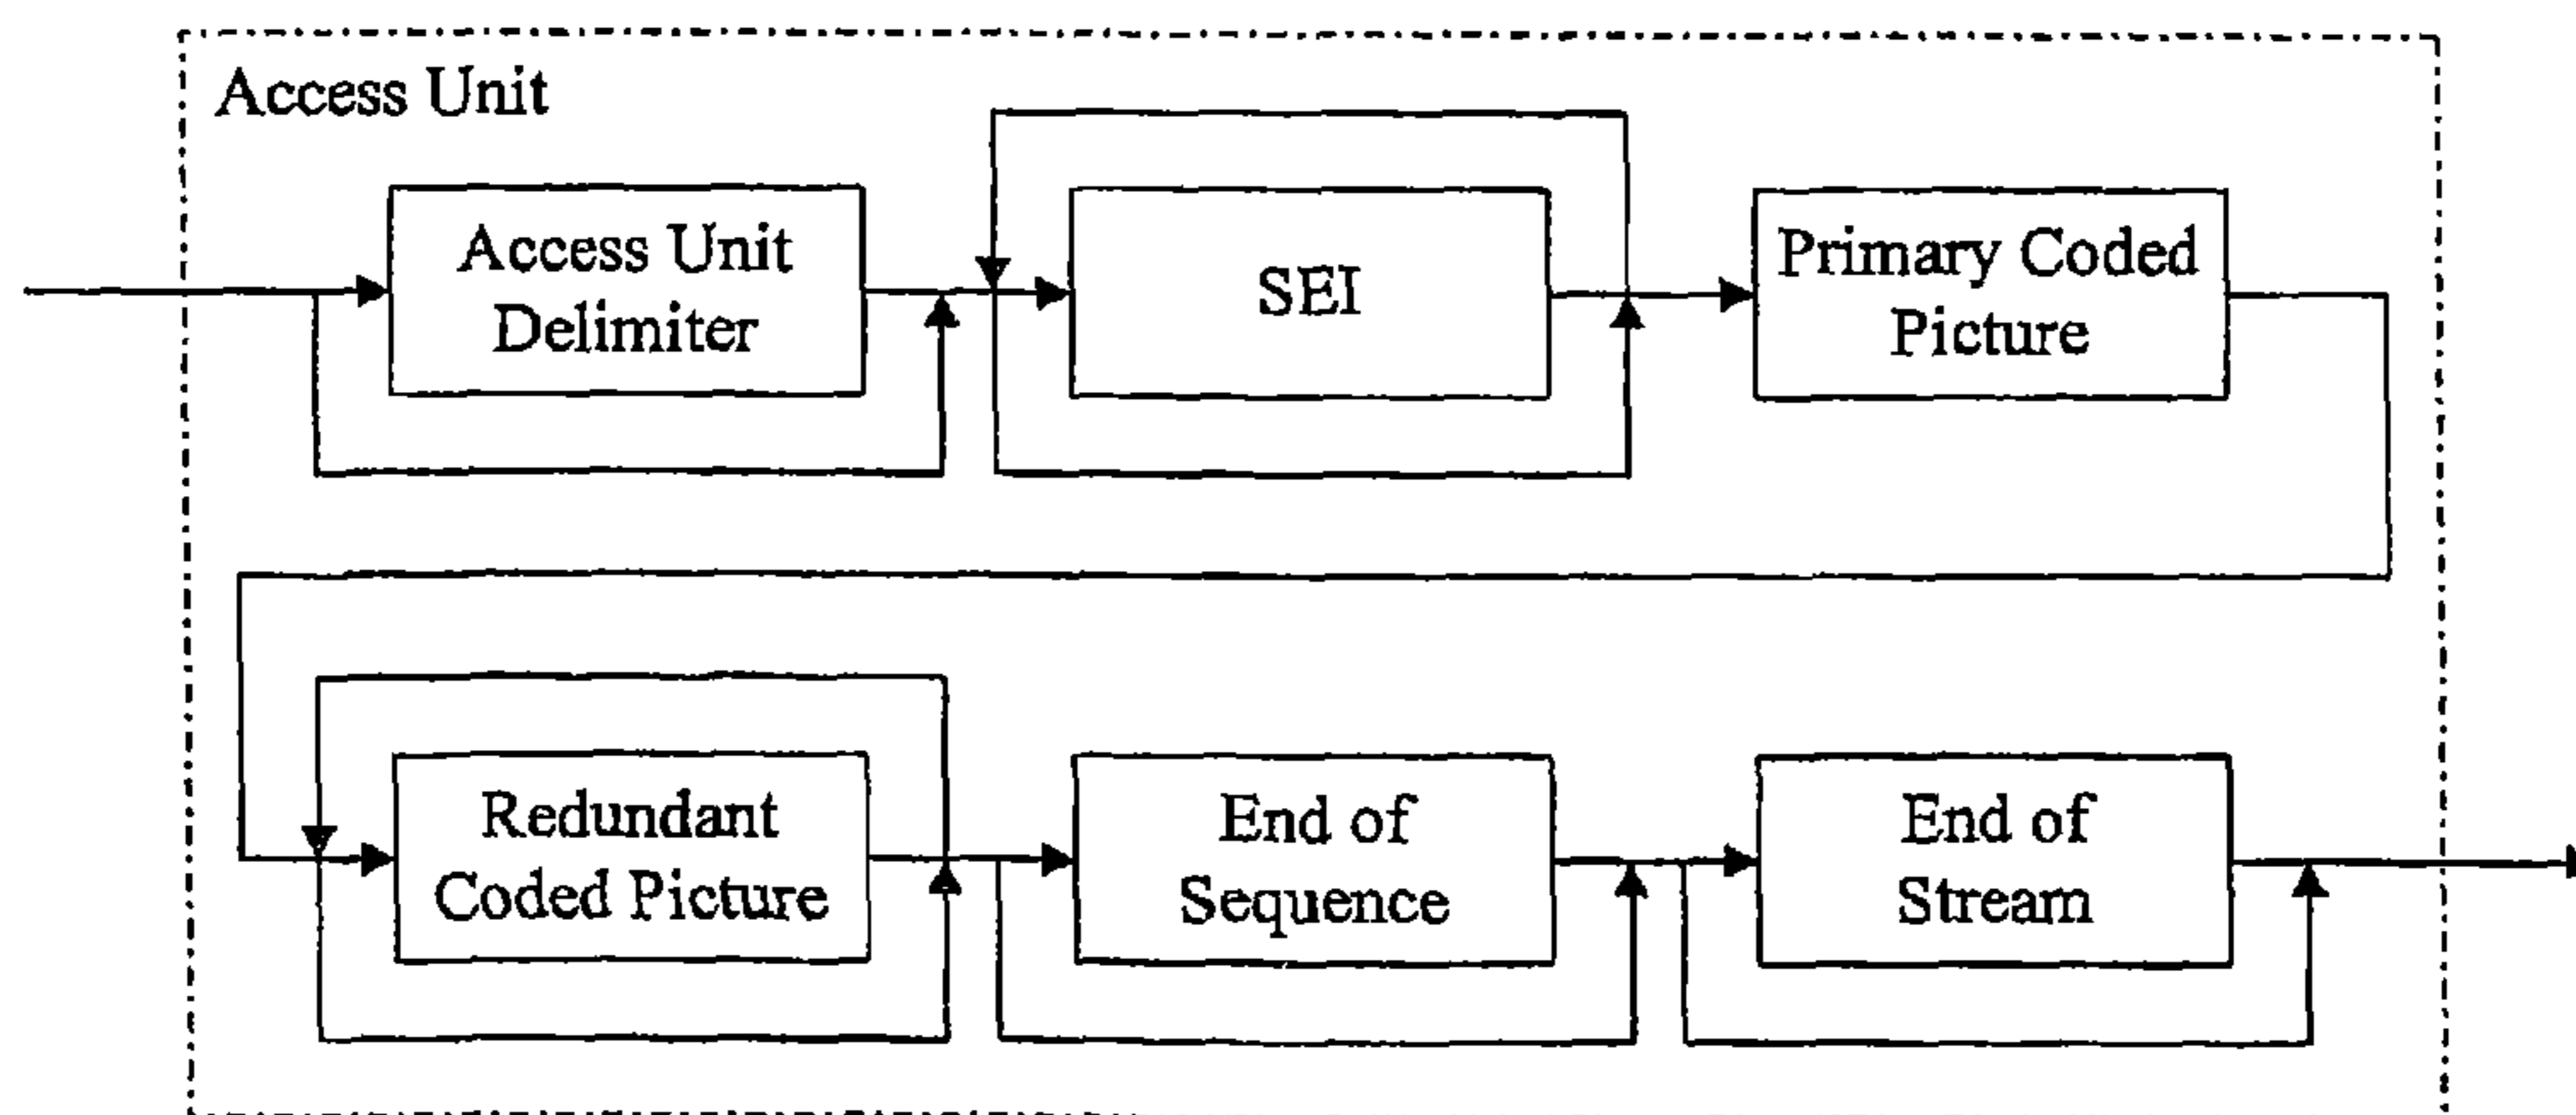 Access Unit
Access Unit
Delimiter
SEI
Primary Coded
Picture
Redundant
Coded Picture
End of
Sequence
End of
Stream